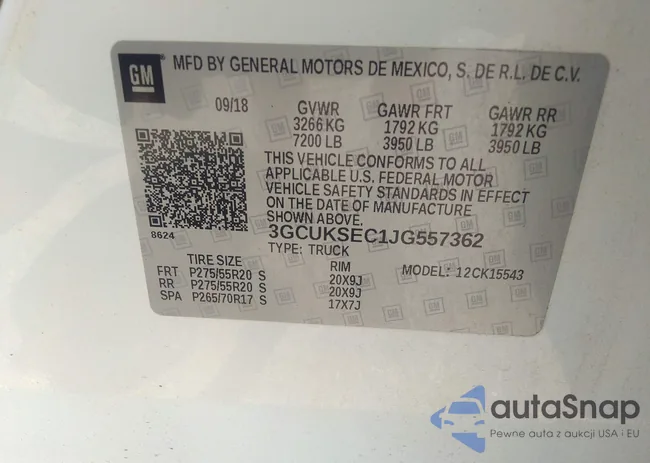 GM MFD BY GENERAL MOTORS DE MEXICO, S. DE R.L. DE C.V.
09/18 GVWR GAWR FRT GAWR RR
3266 KG 1792 KG 1792 KG
7200 LB 3950 LB 3950 LB
THIS VEHICLE CONFORMS TO ALL
APPLICABLE U.S. FEDERAL MOTOR
VEHICLE SAFETY STANDARDS IN EFFECT
ON THE DATE OF MANUFACTURE
SHOWN ABOVE.
8624 3GCUKSEC1JG557362
TYPE: TRUCK
TIRE SIZE RIM MODEL: 12CK15543
FRT P275/55R20 S 20X9J
RR P275/55R20 S 20X9J
SPA P265/70R17 S 17X7J
autaSnap
Pewne auta z aukcji USA i EU